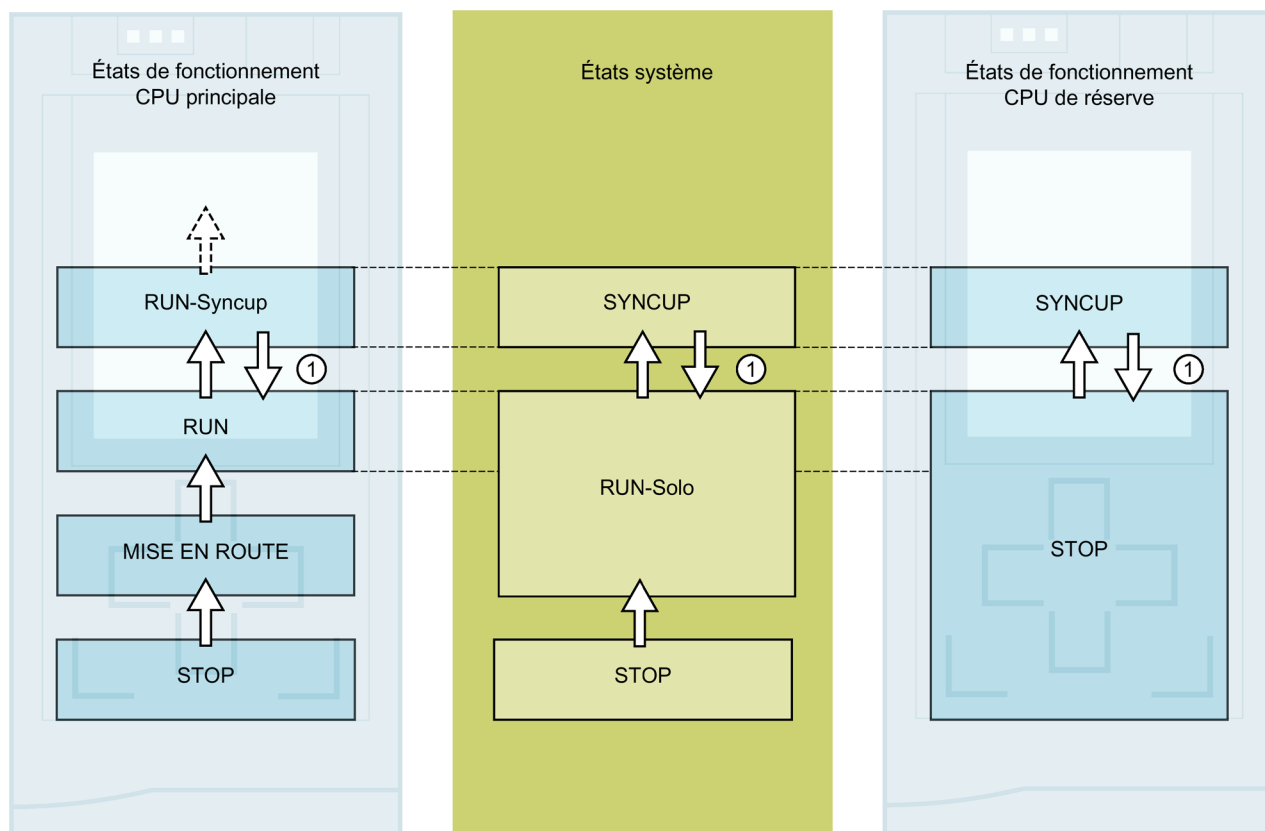 États de fonctionnement
CPU principale
États système
États de fonctionnement
CPU de réserve
RUN-Syncup
SYNCUP
SYNCUP
1
1
1
RUN
RUN-Solo
MISE EN ROUTE
STOP
STOP
STOP